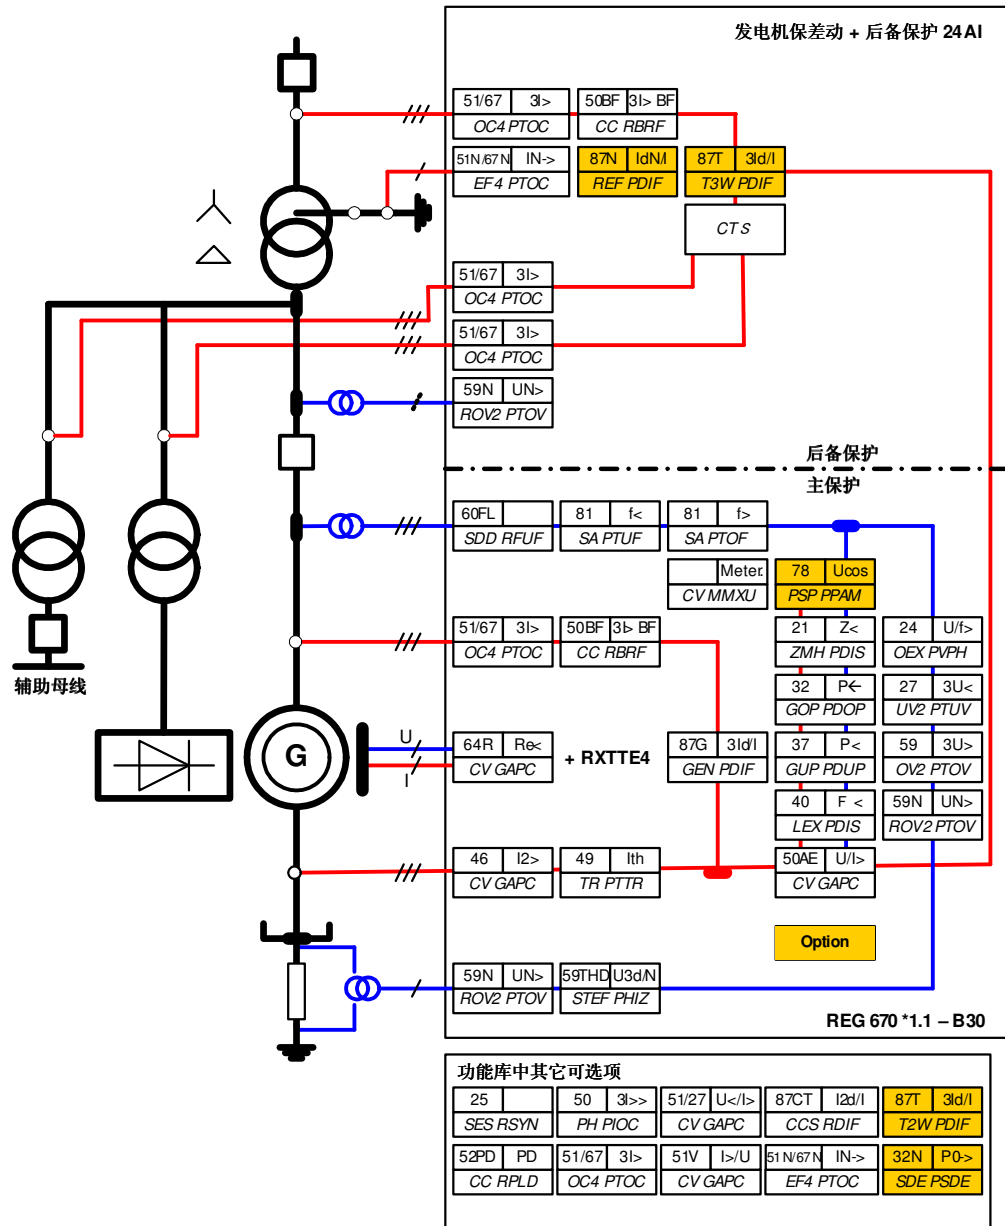 发电机保差动 + 后备保护 24AI
51/67 3I>
OC4 PTOC
50BF 3I> BF
CC RBRF
51N/67N IN->
EF4 PTOC
87N IdN/I
REF PDIF
87T 3Id/I
T3W PDIF
CTS
51/67 3I>
OC4 PTOC
51/67 3I>
OC4 PTOC
59N UN>
ROV2 PTOV
后备保护
主保护
60FL
SDD RFUF
81 f<
SA PTUF
81 f>
SA PTOF
Meter.
CV MMXU
78 Ucos
PSP PPAM
51/67 3I>
OC4 PTOC
50BF 3I> BF
CC RBRF
21 Z<
ZMH PDIS
24 U/f>
OEX PVPH
辅助母线
32 P←
GOP PDOP
27 3U<
UV2 PTUV
G
U
I
64R Re<
CV GAPC
+ RXTTE4
87G 3Id/I
GEN PDIF
37 P<
GUP PDUP
59 3U>
OV2 PTOV
40 F <
LEX PDIS
59N UN>
ROV2 PTOV
46 I2>
CV GAPC
49 Ith
TR PTTR
50AE U/I>
CV GAPC
Option
59N UN>
ROV2 PTOV
59THD U3d/N
STEF PHIZ
REG 670 *1.1 – B30
功能库中其它可选项
25
SES RSYN
50 3I>>
PH PIOC
51/27 U</I>
CV GAPC
87CT I2d/I
CCS RDIF
87T 3Id/I
T2W PDIF
52PD PD
CC RPLD
51/67 3I>
OC4 PTOC
51V I>/U
CV GAPC
51N/67N IN->
EF4 PTOC
32N P0->
SDE PSDE